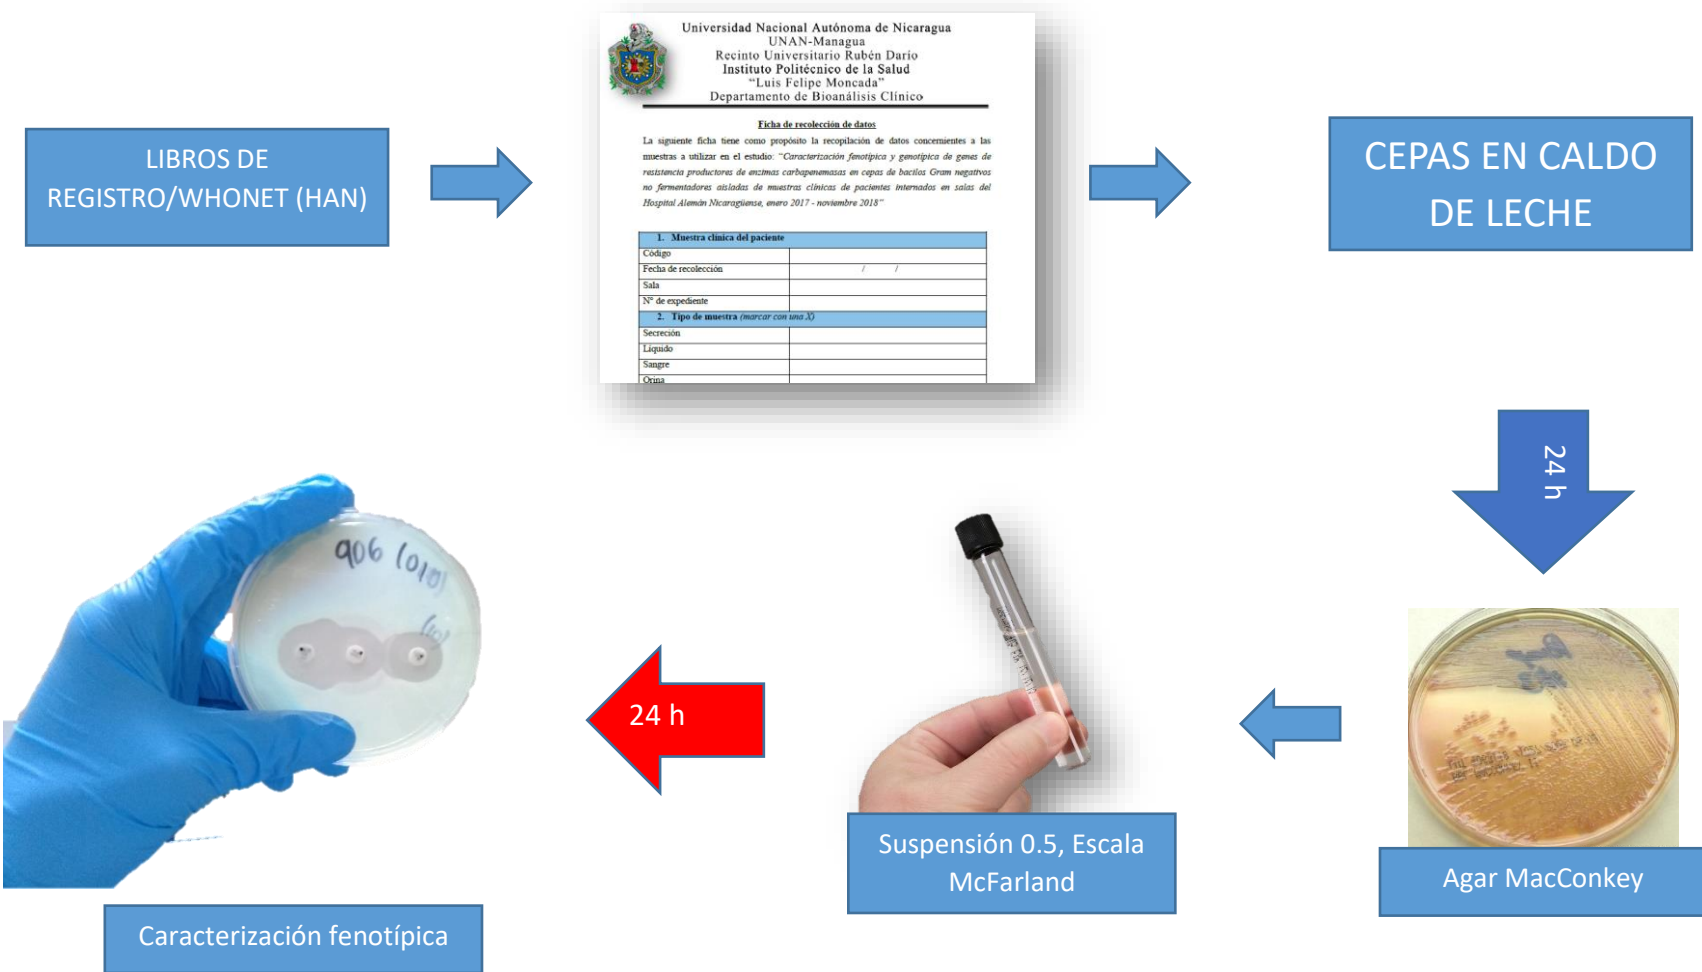 LIBROS DE
REGISTRO/WHONET (HAN)
Universidad Nacional Autónoma de Nicaragua
UNAN-Managua
Recinto Universitario Rubén Darío
Instituto Politécnico de la Salud
“Luis Felipe Moncada”
Departamento de Bioanálisis Clínico
Ficha de recolección de datos
La siguiente ficha tiene como propósito la recopilación de datos concernientes a las
muestras a utilizar en el estudio: “Caracterización fenotípica y genotípica de genes de
resistencia productores de enzimas carbapenemasas en cepas de bacilos Gram negativos
no fermentadores aisladas de muestras clínicas de pacientes internados en salas del
Hospital Alemán Nicaragüense, enero 2017 - noviembre 2018”
1. Muestra clínica del paciente
Código
Fecha de recolección / /
Sala
N° de expediente
2. Tipo de muestra (marcar con una X)
Secreción
Líquido
Sangre
Orina
CEPAS EN CALDO
DE LECHE
24 h
Agar MacConkey
Suspensión 0.5, Escala
McFarland
24 h
906 (010)
(10)
Caracterización fenotípica